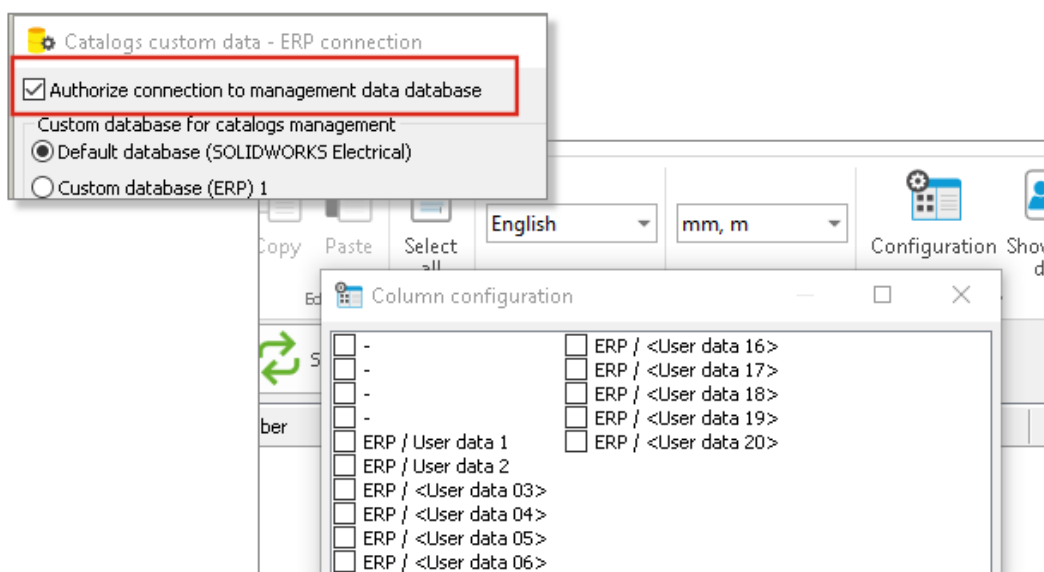 Catalogs custom data - ERP connection
Authorize connection to management data database
Custom database for catalogs management
Default database (SOLIDWORKS Electrical)
Custom database (ERP) 1
English
mm, m
Copy
Paste
Select
all
Configuration
Column configuration
-
-
-
-
ERP / User data 1
ERP / User data 2
ERP / <User data 03>
ERP / <User data 04>
ERP / <User data 05>
ERP / <User data 06>
ERP / <User data 16>
ERP / <User data 17>
ERP / <User data 18>
ERP / <User data 19>
ERP / <User data 20>